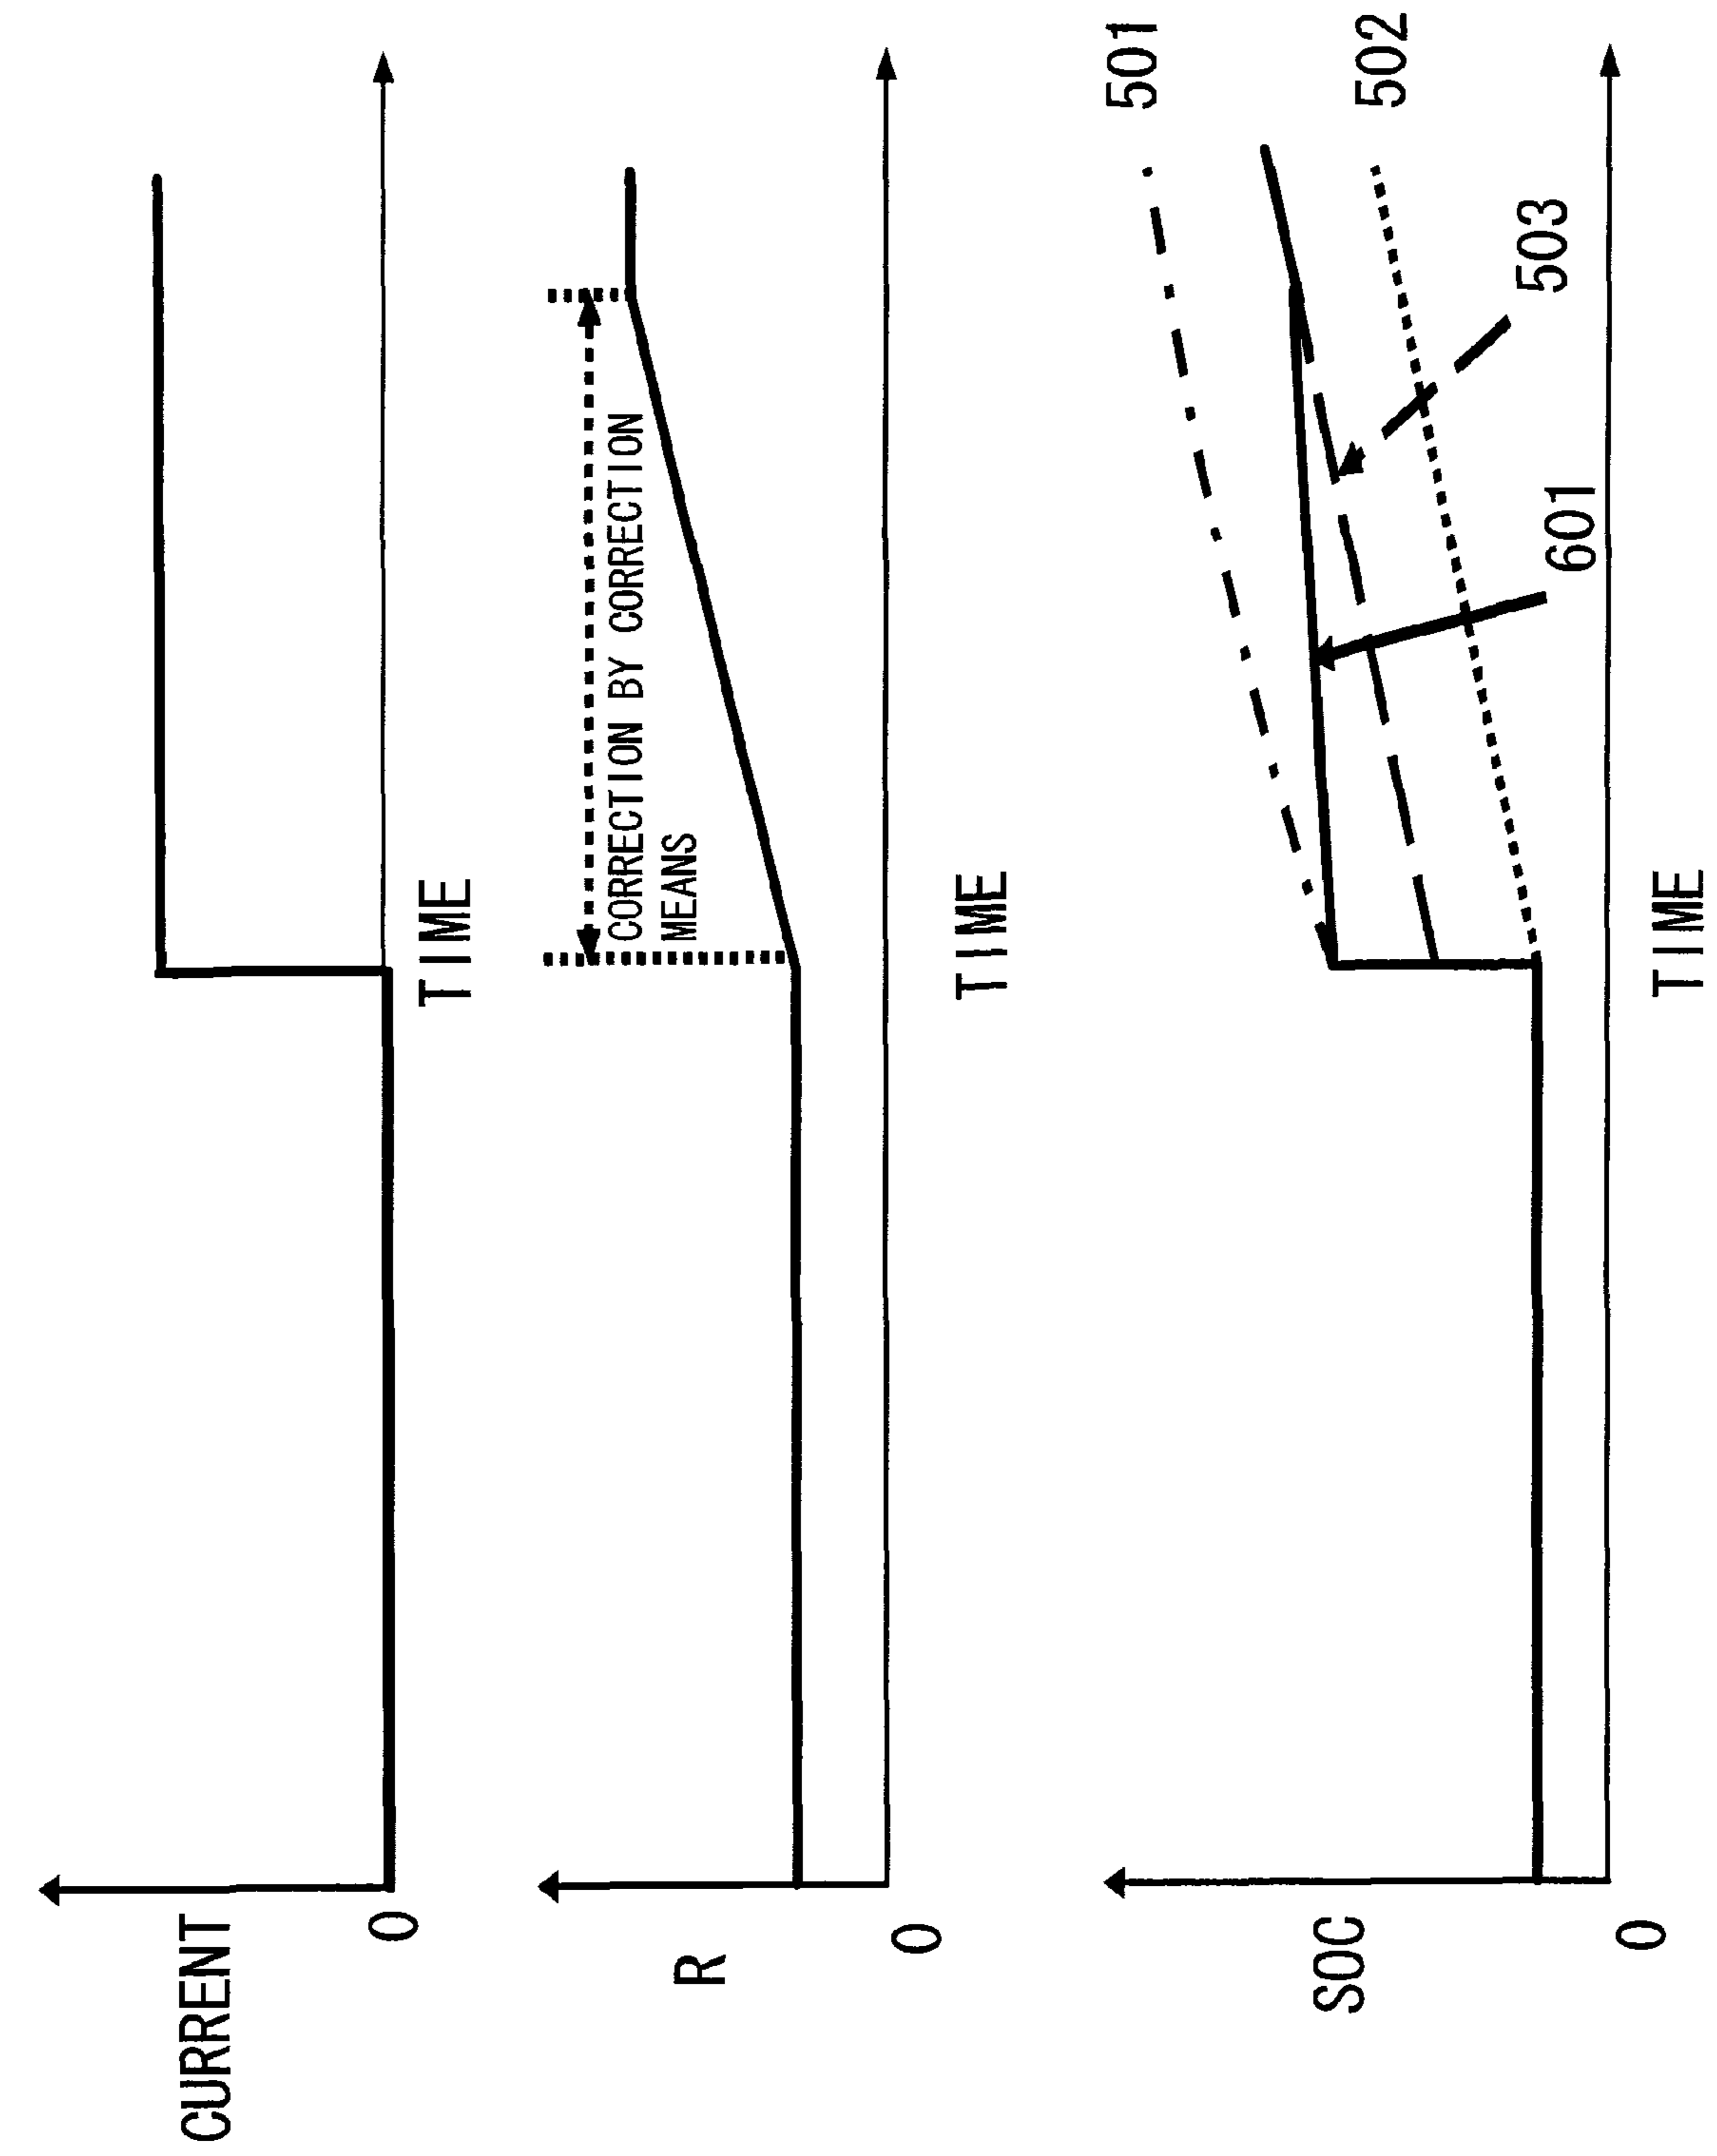 CURRENT
0
TIME
R
0
CORRECTION BY CORRECTION
MEANS
TIME
SOC
0
501
502
503
601
TIME